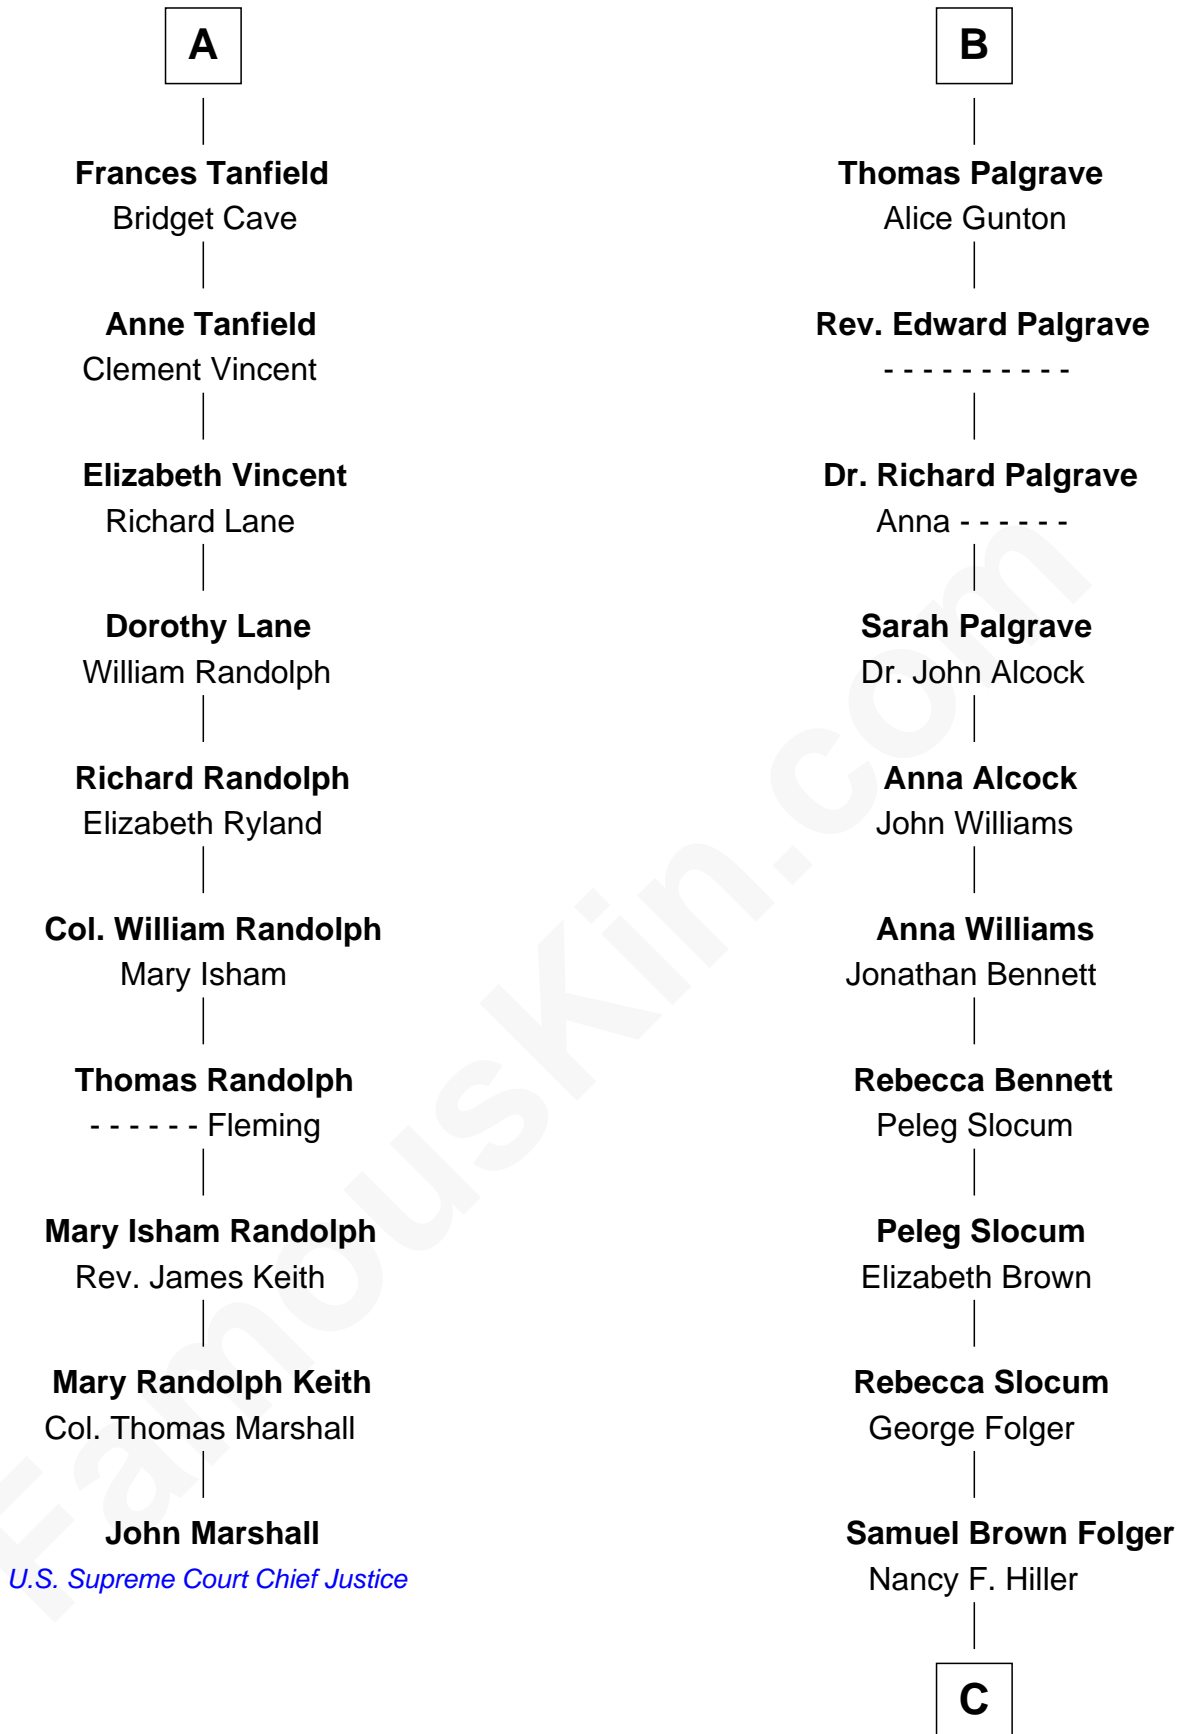 A
Frances Tanfield
Bridget Cave
Anne Tanfield
Clement Vincent
Elizabeth Vincent
Richard Lane
Dorothy Lane
William Randolph
Richard Randolph
Elizabeth Ryland
Col. William Randolph
Mary Isham
Thomas Randolph
- - - - - - Fleming
Mary Isham Randolph
Rev. James Keith
Mary Randolph Keith
Col. Thomas Marshall
John Marshall
U.S. Supreme Court Chief Justice
B
Thomas Palgrave
Alice Gunton
Rev. Edward Palgrave
- - - - - - - - - -
Dr. Richard Palgrave
Anna - - - - - -
Sarah Palgrave
Dr. John Alcock
Anna Alcock
John Williams
Anna Williams
Jonathan Bennett
Rebecca Bennett
Peleg Slocum
Peleg Slocum
Elizabeth Brown
Rebecca Slocum
George Folger
Samuel Brown Folger
Nancy F. Hiller
C
FamousKin.com